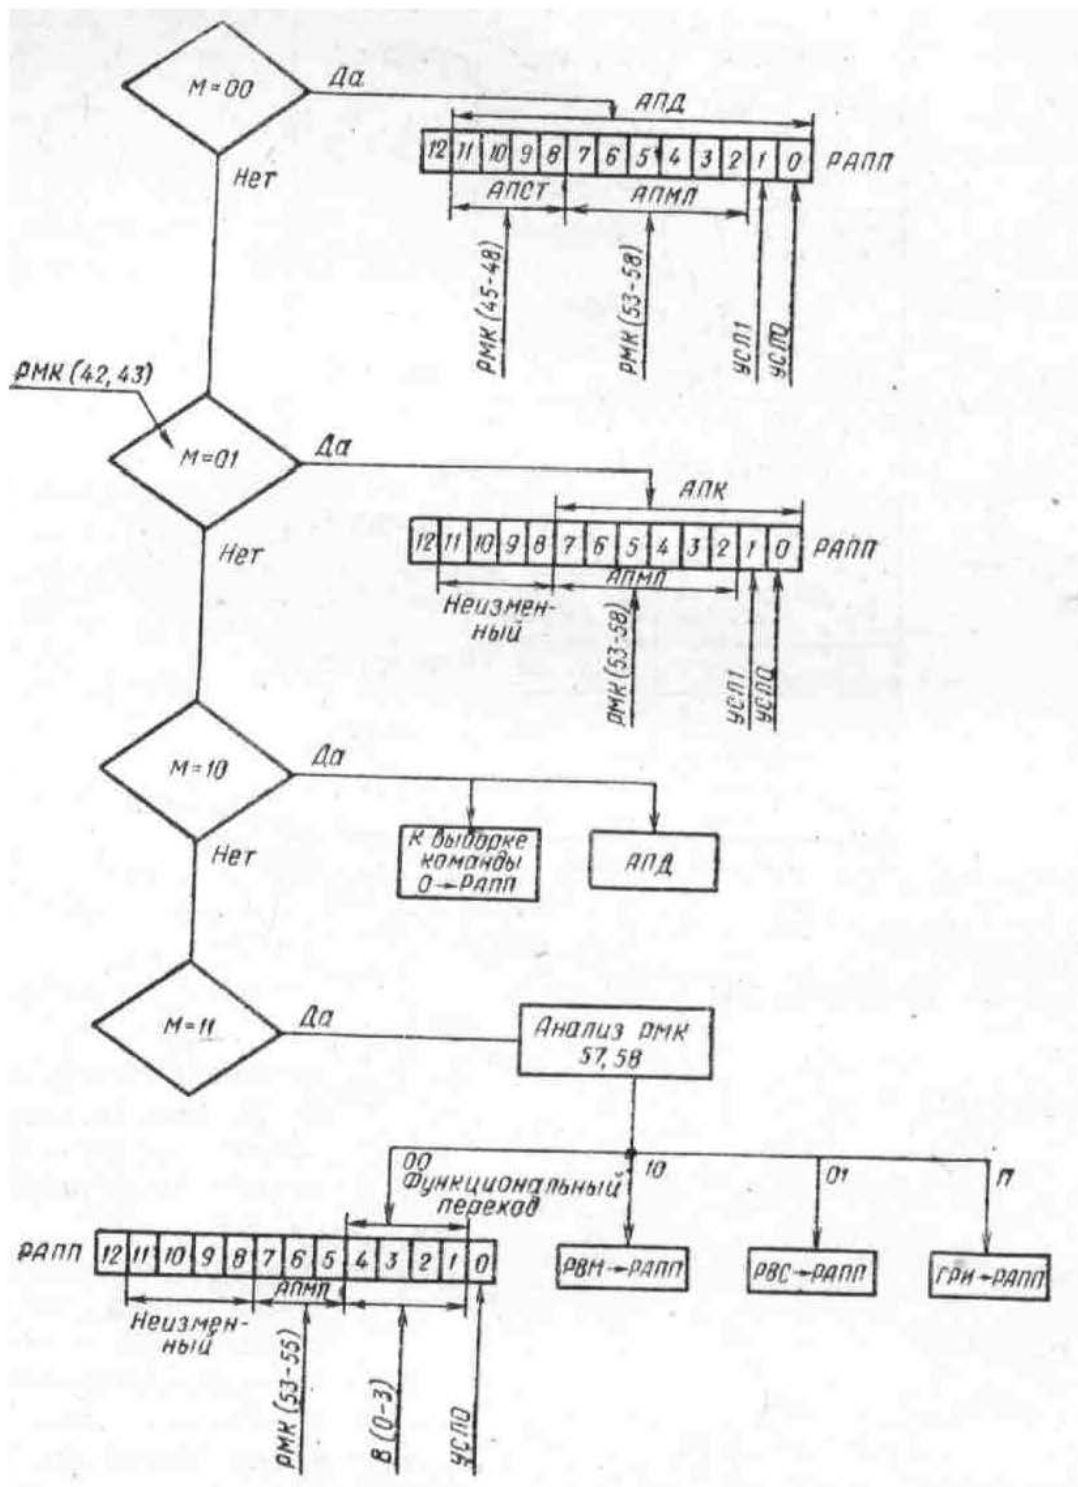 М=00
Да
АПД
12 11 10 9 8 7 6 5 4 3 2 1 0 РАПП
Нет
АПСТ
АПМП
РМК (45-48)
РМК (53-58)
УСЛ1
УСЛ0
РМК (42, 43)
М=01
Да
АПК
12 11 10 9 8 7 6 5 4 3 2 1 0 РАПП
Нет
АПМП
Неизмен-
ный
РМК (53-58)
УСЛ1
УСЛ0
М=10
Да
Нет
К выборке
команды
0→РАПП
АПД
М=11
Да
Анализ РМК
57, 58
00
10
01
11
Функциональный
переход
РАПП 12 11 10 9 8 7 6 5 4 3 2 1 0
РВМ→РАПП
РВС→РАПП
ГРИ→РАПП
АПМП
Неизмен-
ный
РМК (53-55)
В (0-3)
УСЛ0